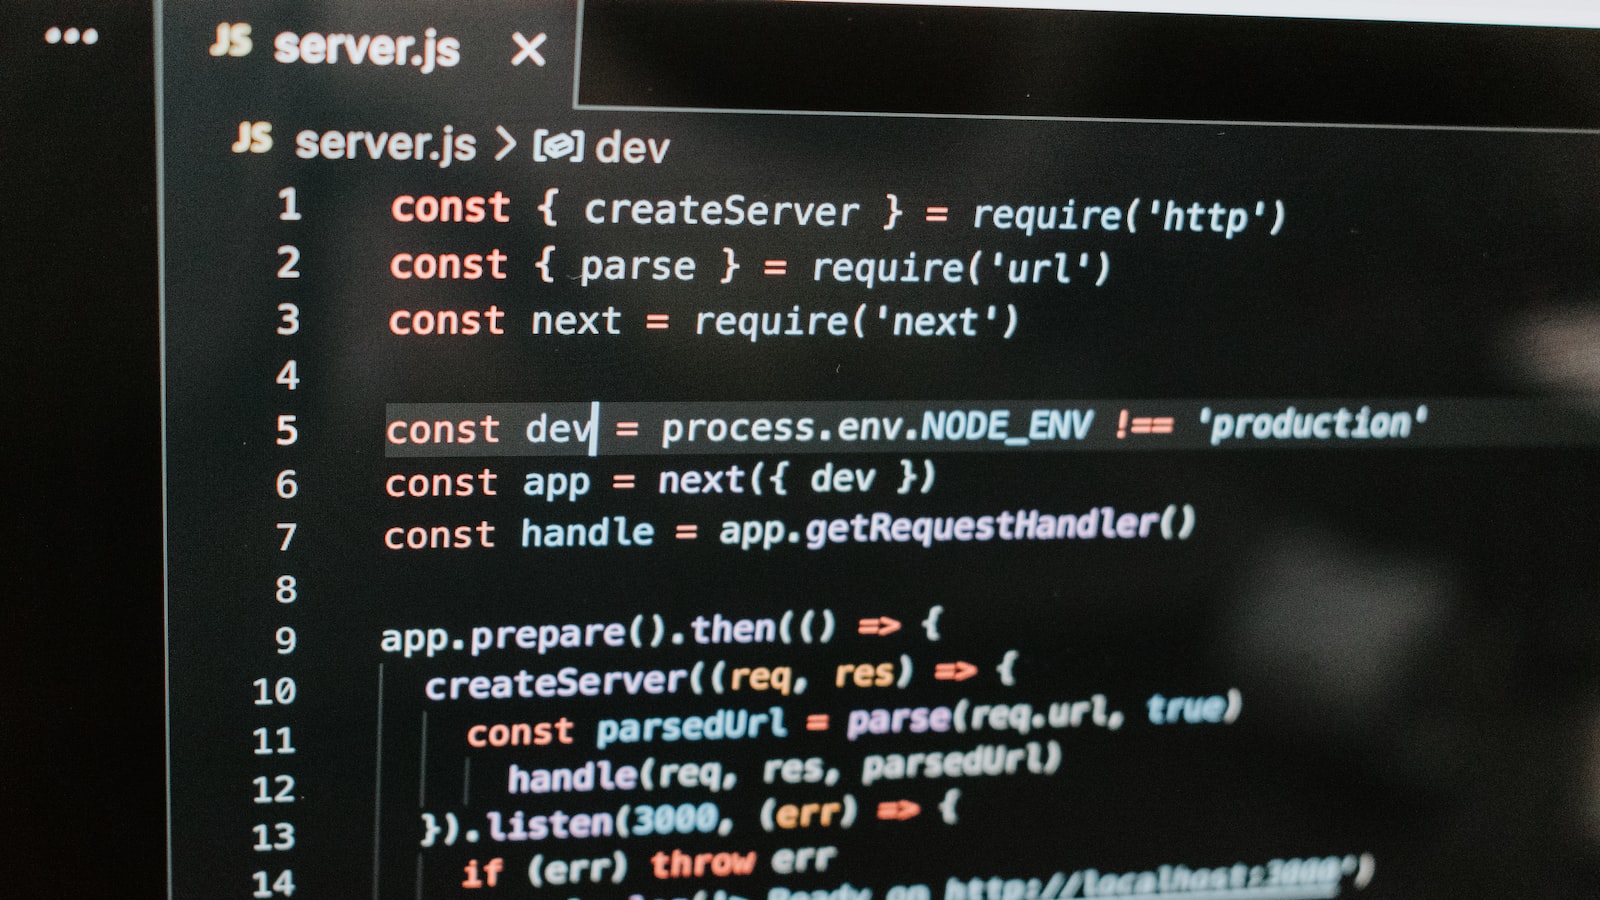 JS server.js ×
JS server.js > dev
1 const { createServer } = require('http')
2 const { parse } = require('url')
3 const next = require('next')
4
5 const dev = process.env.NODE_ENV !== 'production'
6 const app = next({ dev })
7 const handle = app.getRequestHandler()
8
9 app.prepare().then(() => {
10 createServer((req, res) => {
11 const parsedUrl = parse(req.url, true)
12 handle(req, res, parsedUrl)
13 }).listen(3000, (err) => {
14 if (err) throw err
Ready on http://localhost:3000